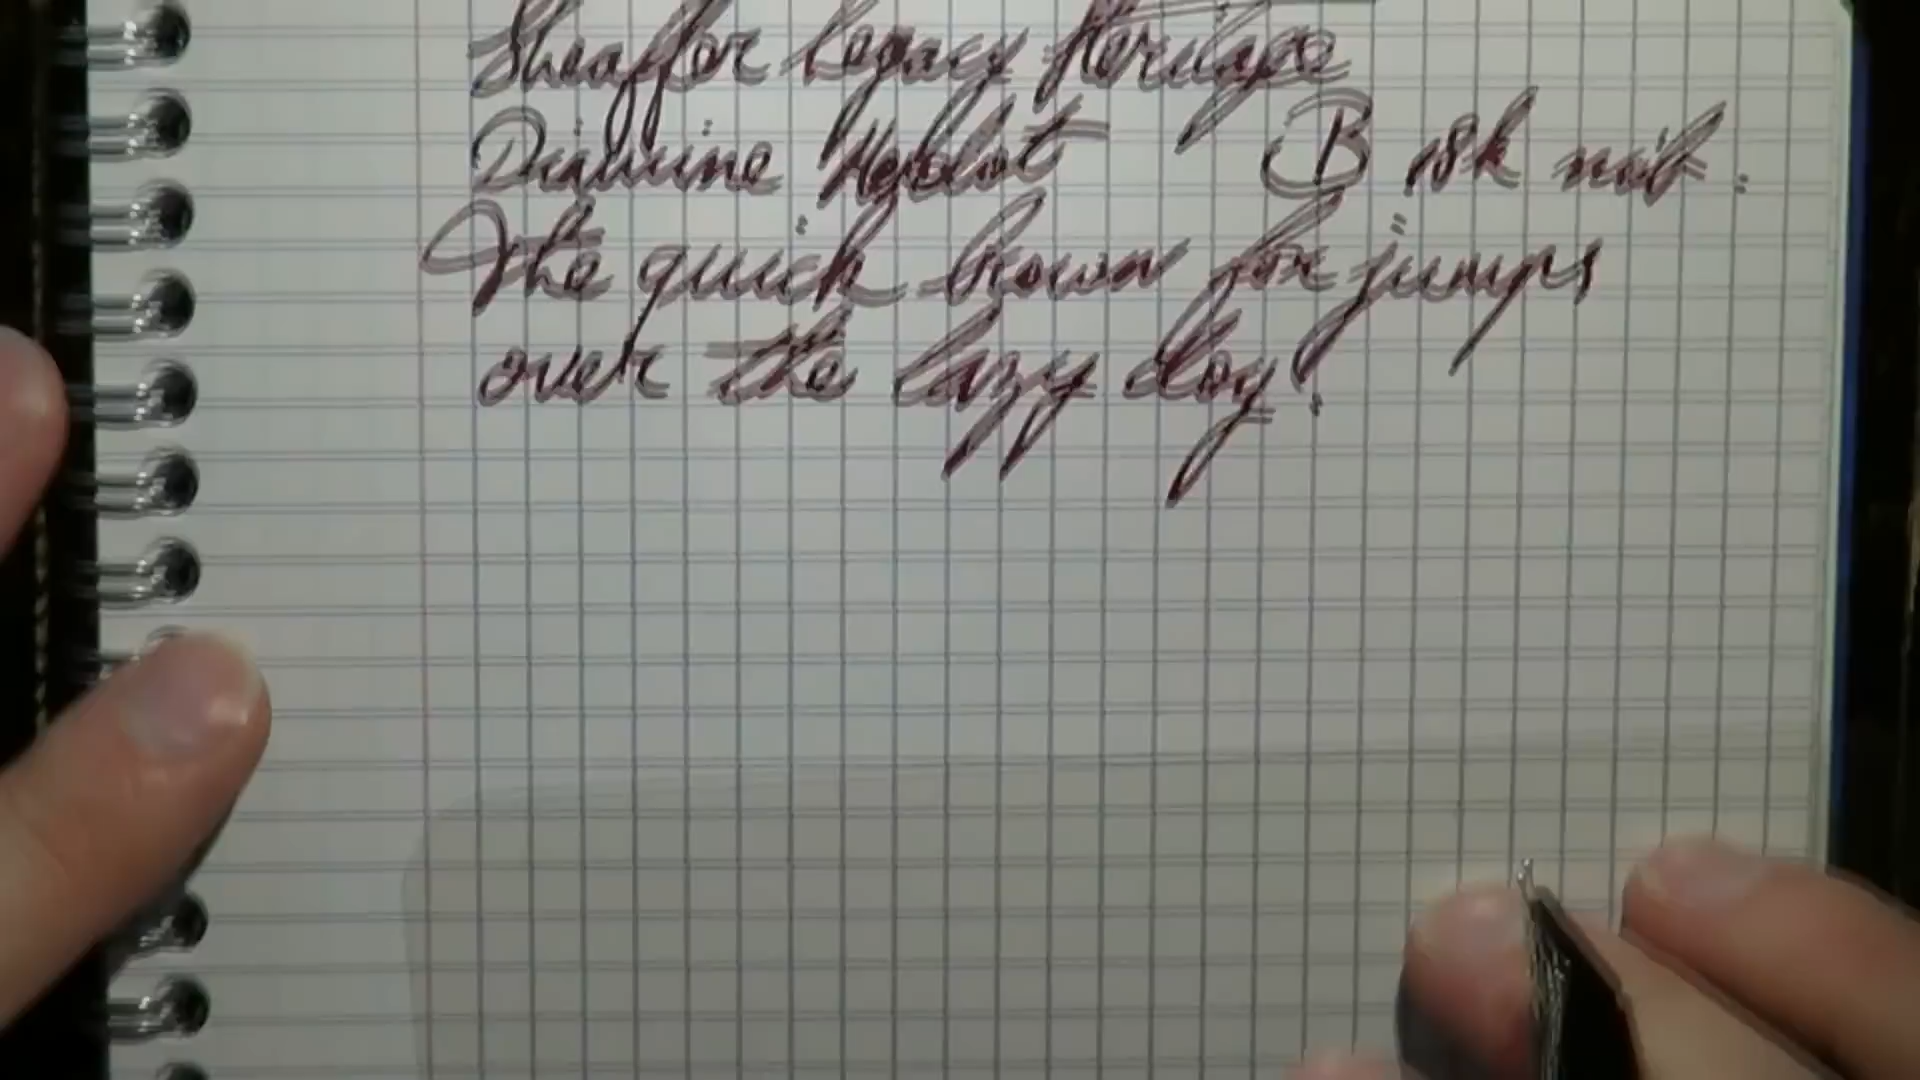 Sheaffer Legacy Heritage
Diamine Merlot B 18k nib.
The quick brown fox jumps
over the lazy dog!